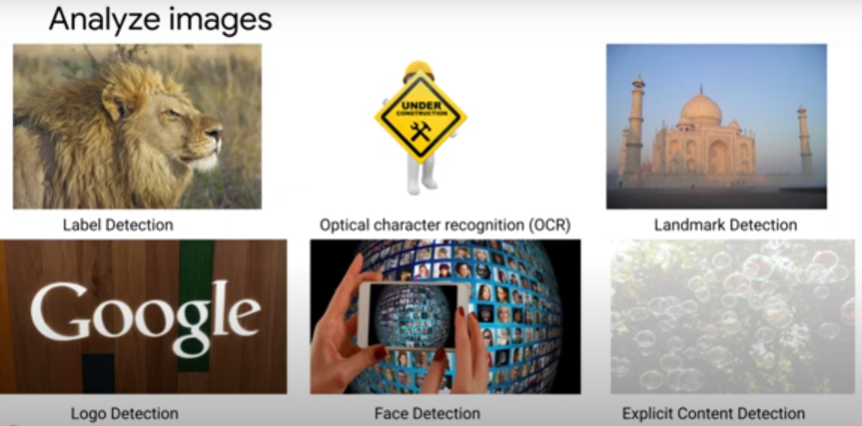 Analyze images
UNDER
CONSTRUCTION
Label Detection
Optical character recognition (OCR)
Landmark Detection
Google
Logo Detection
Face Detection
Explicit Content Detection